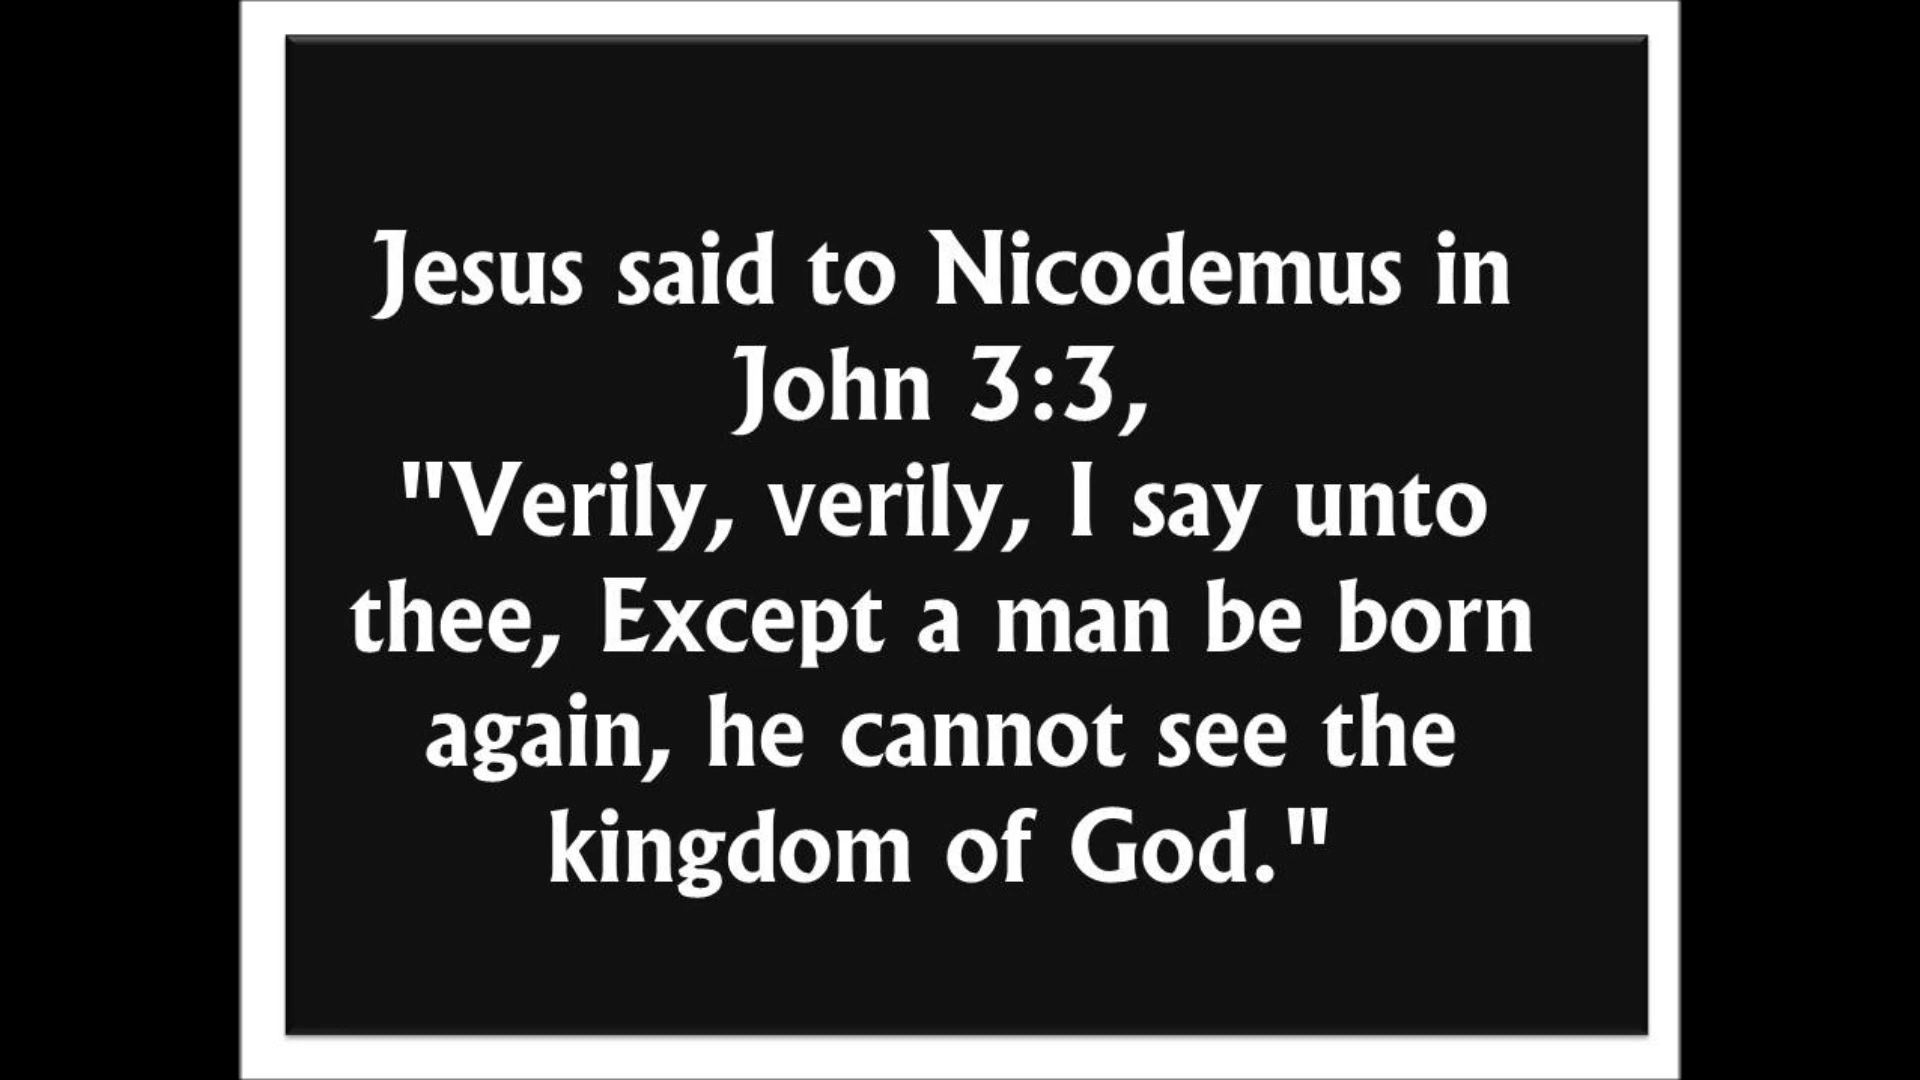 Jesus said to Nicodemus in
John 3:3,
"Verily, verily, I say unto
thee, Except a man be born
again, he cannot see the
kingdom of God."